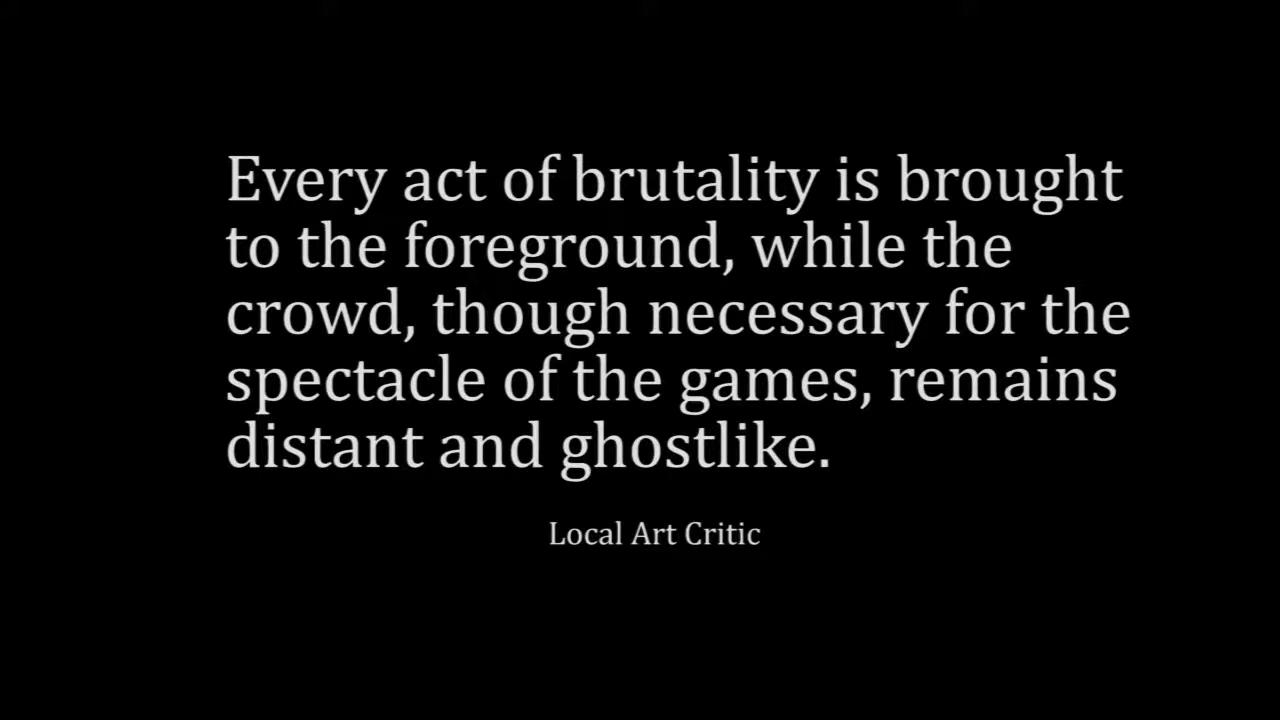 Every act of brutality is brought
to the foreground, while the
crowd, though necessary for the
spectacle of the games, remains
distant and ghostlike.
Local Art Critic